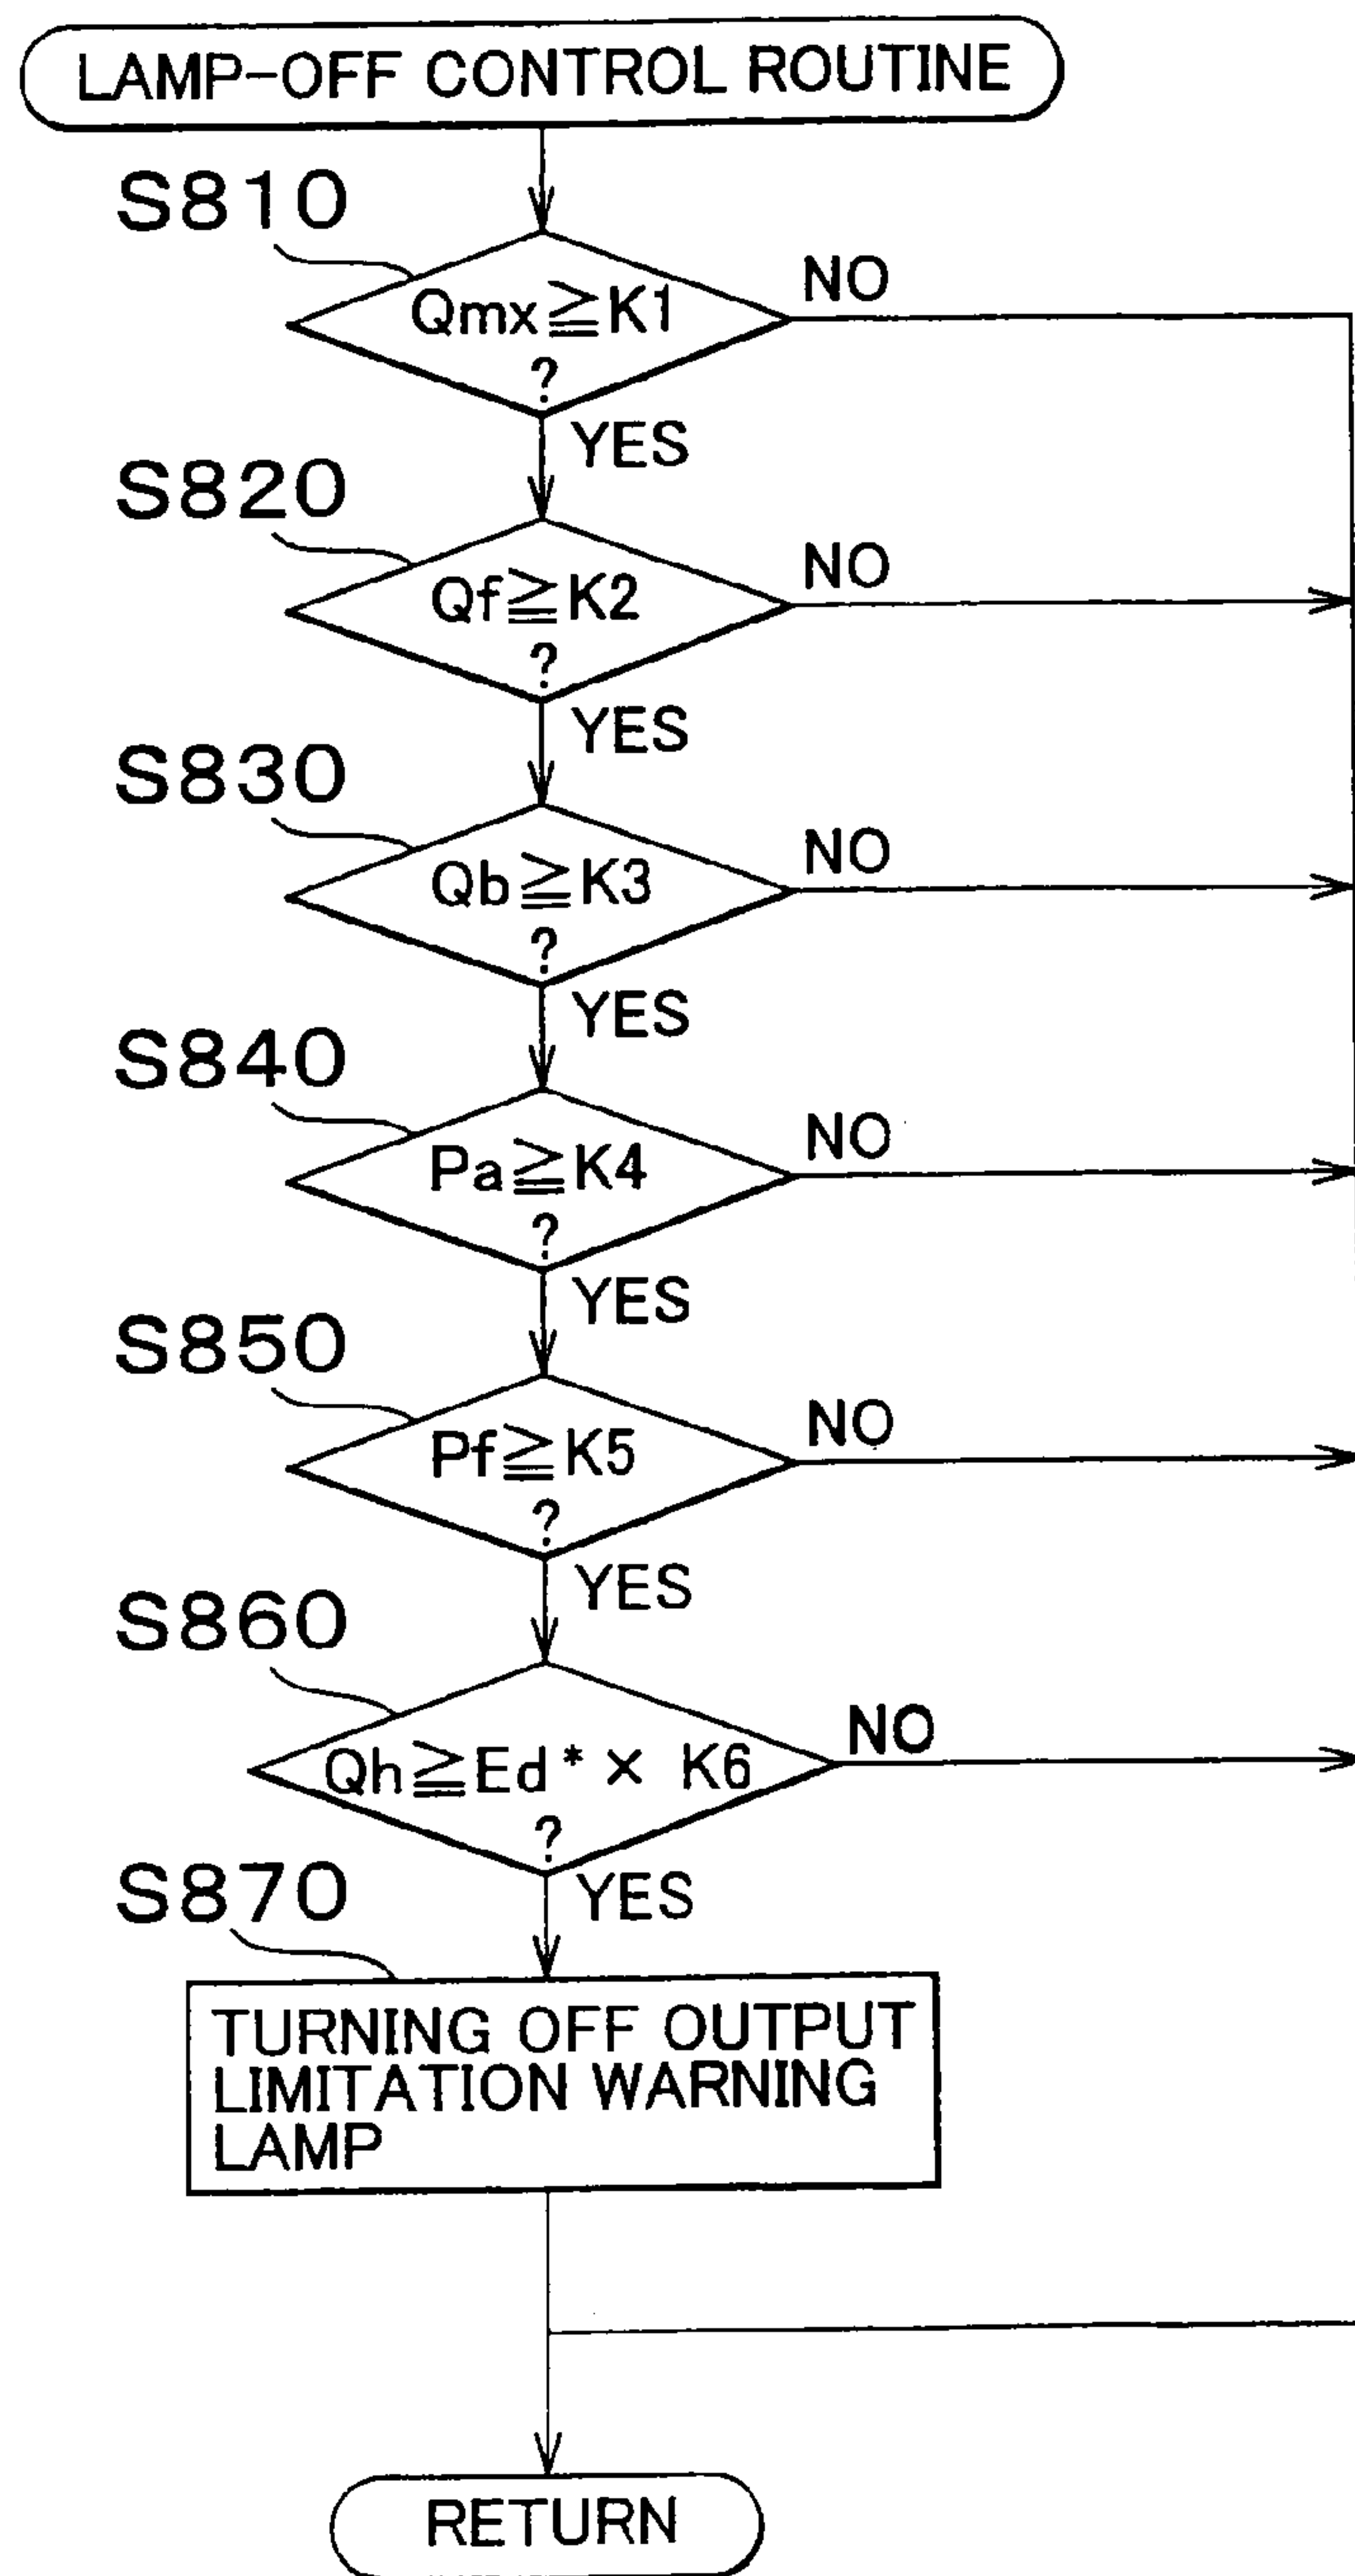 LAMP-OFF CONTROL ROUTINE
S810
Qmx≧K1
?
NO
YES
S820
Qf≧K2
?
NO
YES
S830
Qb≧K3
?
NO
YES
S840
Pa≧K4
?
NO
YES
S850
Pf≧K5
?
NO
YES
S860
Qh≧Ed* × K6
?
NO
YES
S870
TURNING OFF OUTPUT
LIMITATION WARNING
LAMP
RETURN